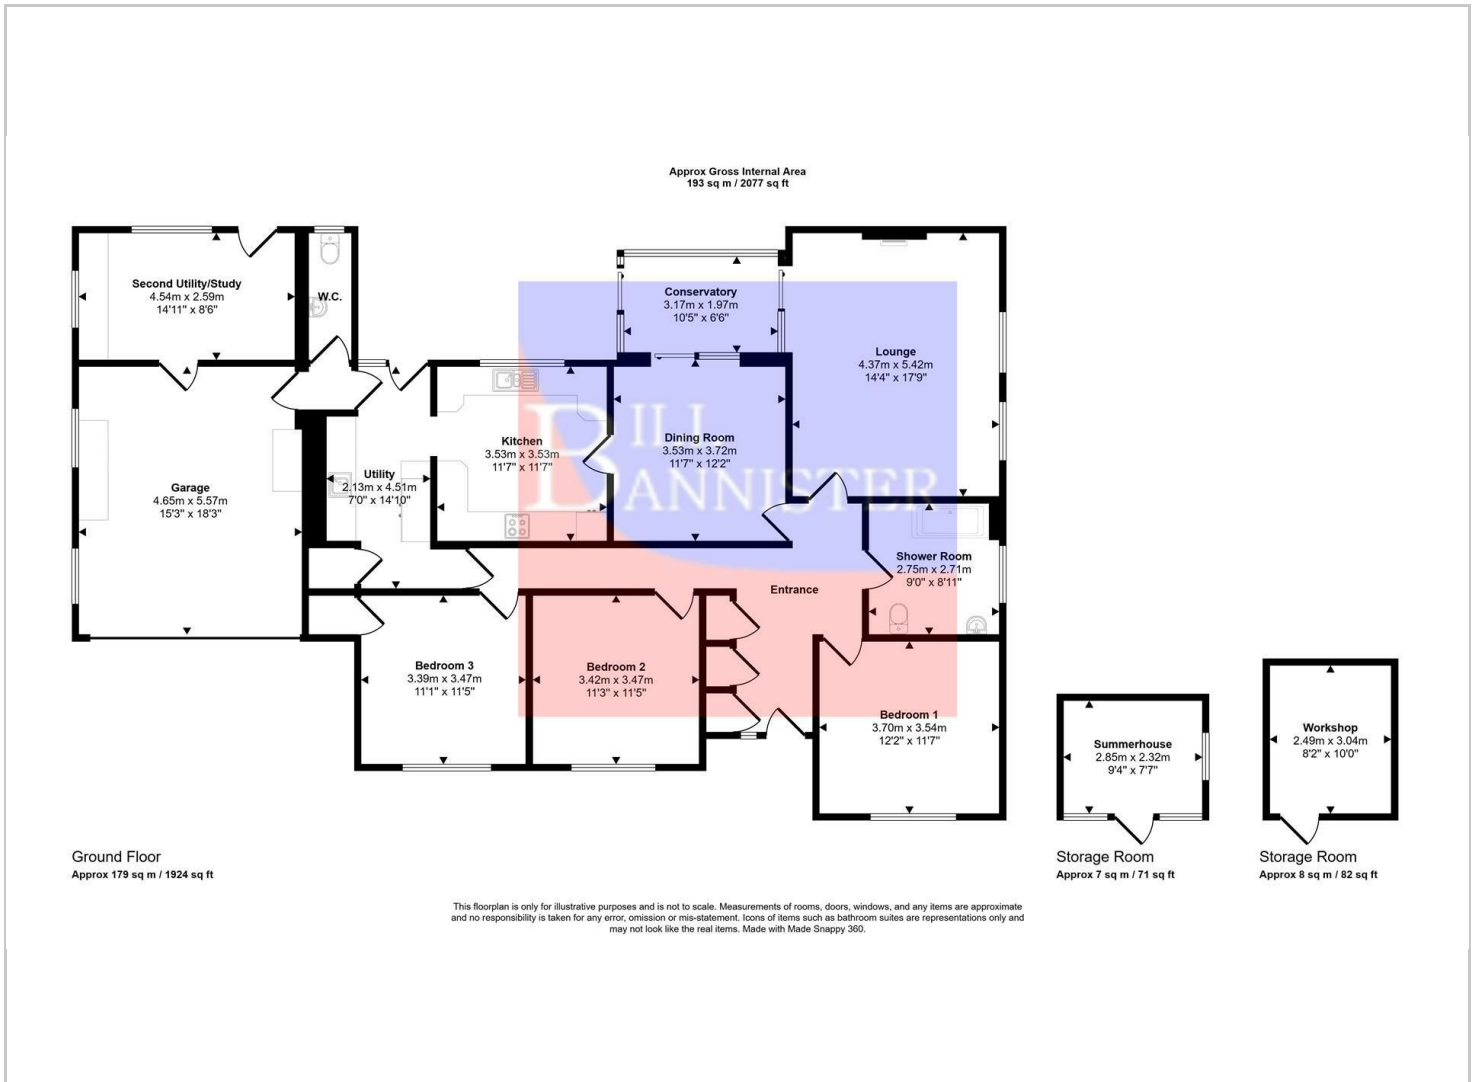 Approx Gross Internal Area
193 sq m / 2077 sq ft
Second Utility/Study
4.54m x 2.59m
14'11" x 8'6"
W.C.
Conservatory
3.17m x 1.97m
10'5" x 6'6"
Lounge
4.37m x 5.42m
14'4" x 17'9"
Kitchen
3.53m x 3.53m
11'7" x 11'7"
Dining Room
3.53m x 3.72m
11'7" x 12'2"
BILL
BANNISTER
Utility
2.13m x 4.51m
7'0" x 14'10"
Garage
4.65m x 5.57m
15'3" x 18'3"
Shower Room
2.75m x 2.71m
9'0" x 8'11"
Entrance
Bedroom 3
3.39m x 3.47m
11'1" x 11'5"
Bedroom 2
3.42m x 3.47m
11'3" x 11'5"
Bedroom 1
3.70m x 3.54m
12'2" x 11'7"
Summerhouse
2.85m x 2.32m
9'4" x 7'7"
Workshop
2.49m x 3.04m
8'2" x 10'0"
Ground Floor
Approx 179 sq m / 1924 sq ft
Storage Room
Approx 7 sq m / 71 sq ft
Storage Room
Approx 8 sq m / 82 sq ft
This floorplan is only for illustrative purposes and is not to scale. Measurements of rooms, doors, windows, and any items are approximate
and no responsibility is taken for any error, omission or mis-statement. Icons of items such as bathroom suites are representations only and
may not look like the real items. Made with Made Snappy 360.